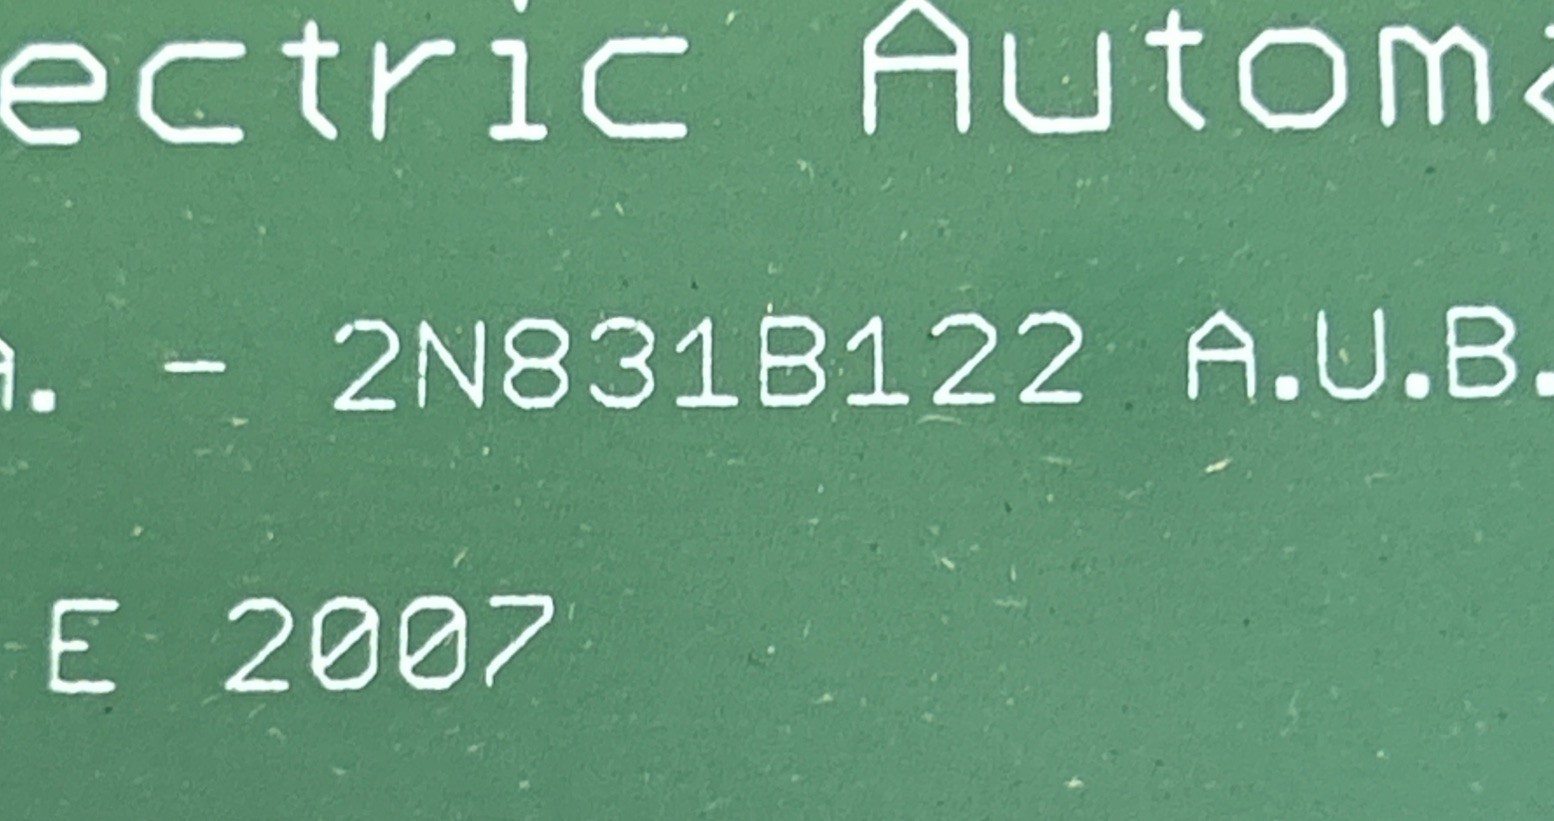 ectric Autom
A. - 2N831B122 A.U.B.
E 2007